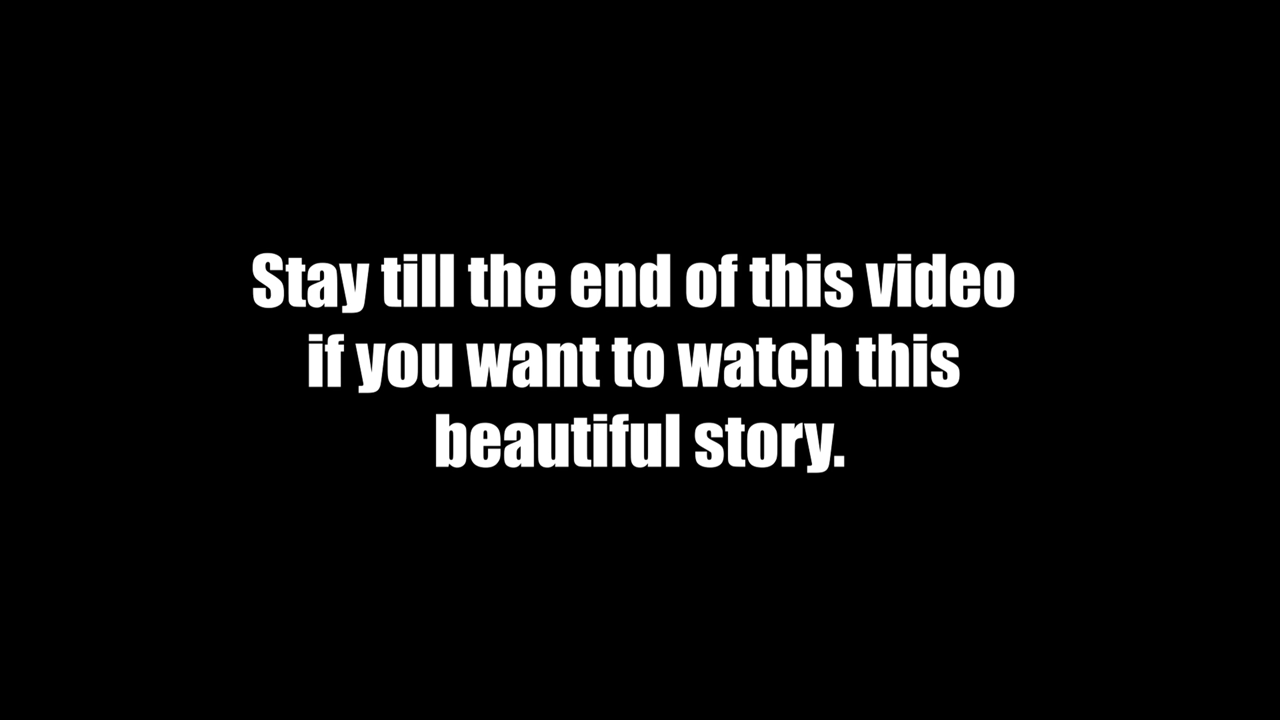 Stay till the end of this video
if you want to watch this
beautiful story.